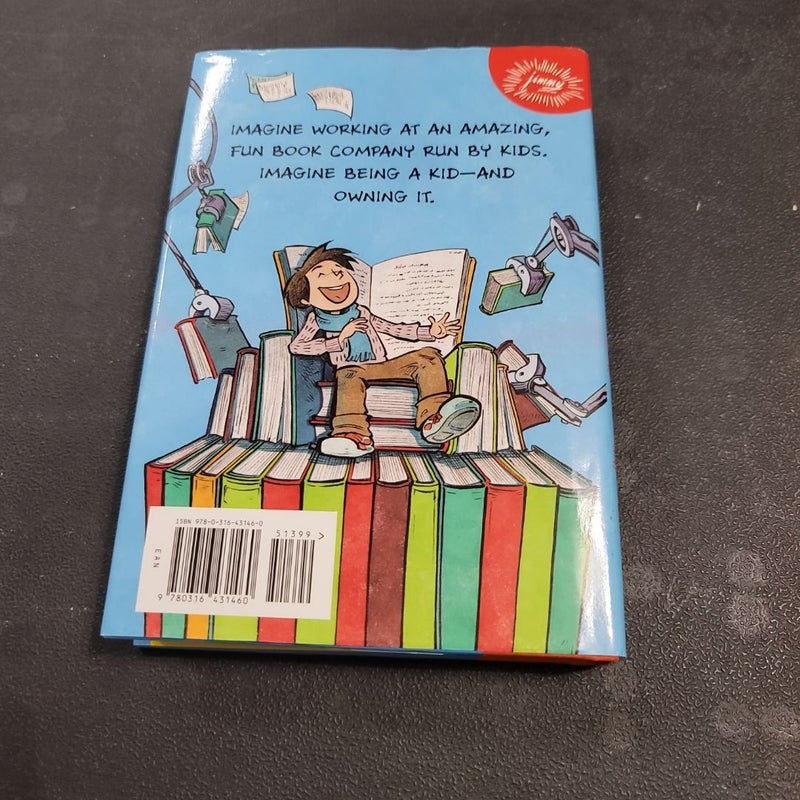 jimmy
IMAGINE WORKING AT AN AMAZING,
FUN BOOK COMPANY RUN BY KIDS.
IMAGINE BEING A KID—AND
OWNING IT.
ISBN 978-0-316-43146-0
51399 >
EAN
9 780316 431460